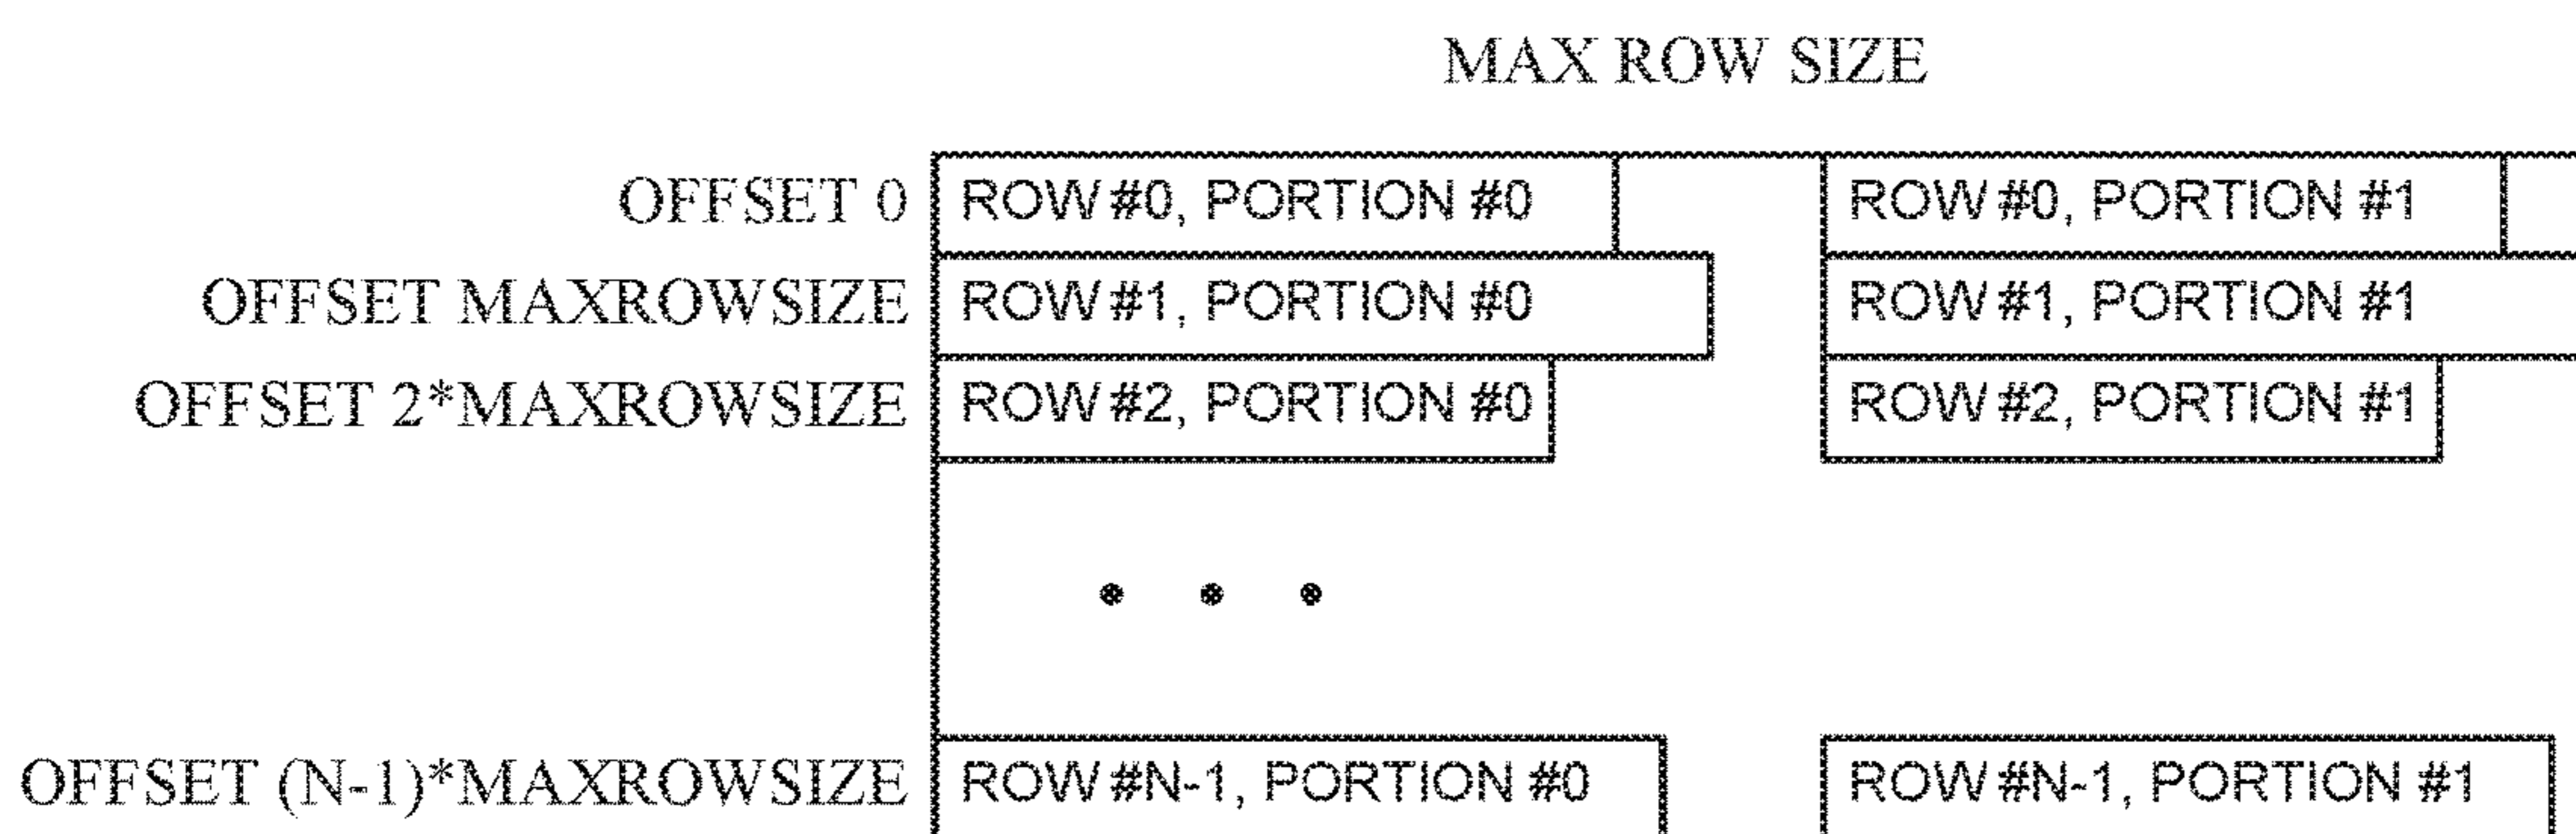 MAX ROW SIZE
OFFSET 0 ROW #0, PORTION #0 ROW #0, PORTION #1
OFFSET MAXROWSIZE ROW #1, PORTION #0 ROW #1, PORTION #1
OFFSET 2*MAXROWSIZE ROW #2, PORTION #0 ROW #2, PORTION #1
• • •
OFFSET (N-1)*MAXROWSIZE ROW #N-1, PORTION #0 ROW #N-1, PORTION #1